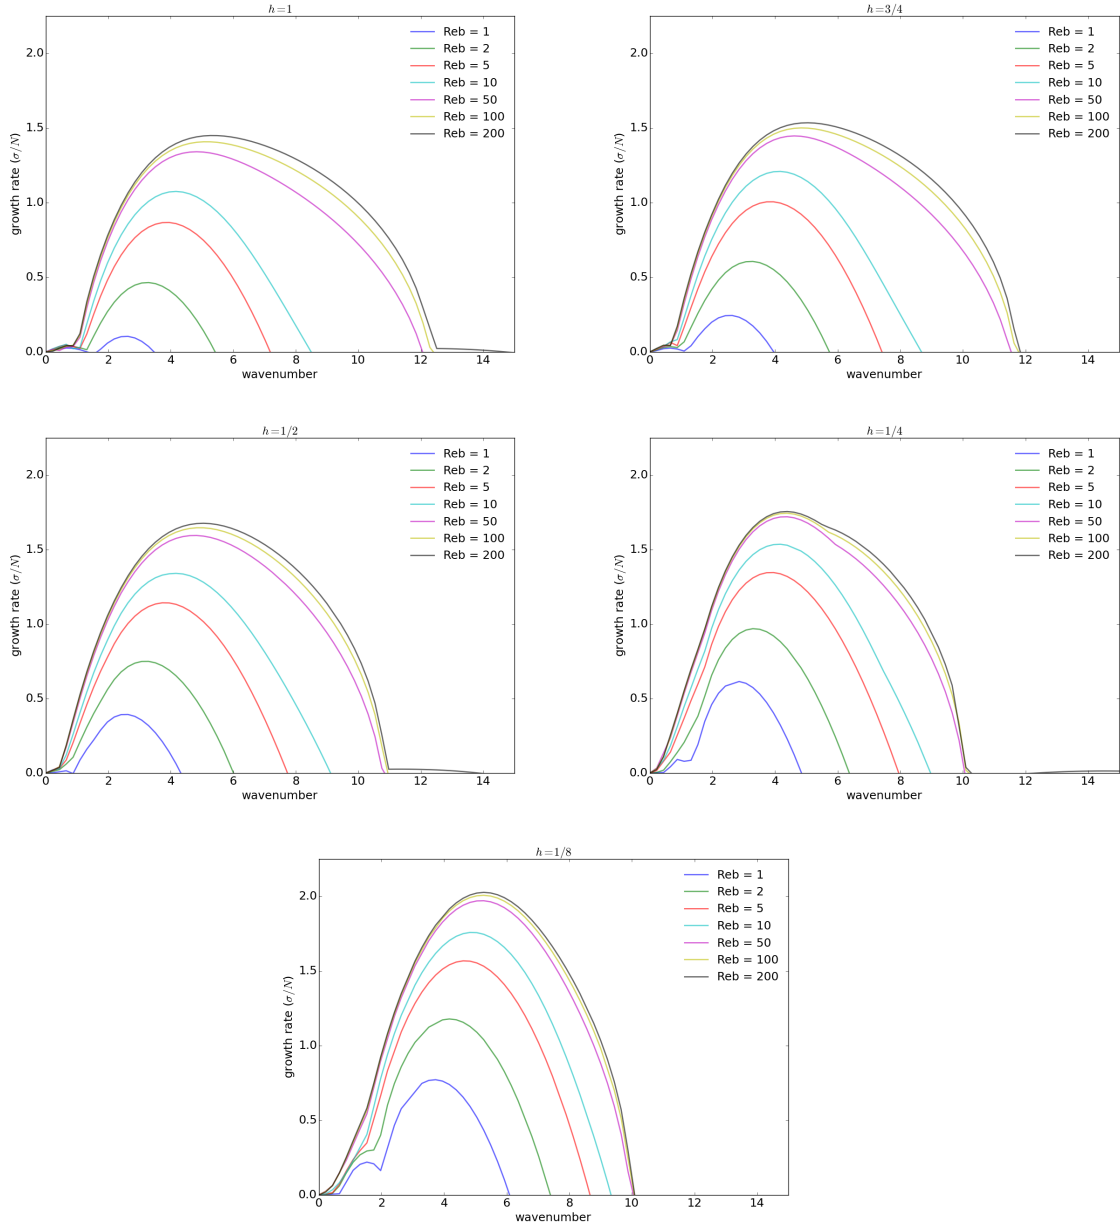 h=1
growth rate (σ/N)
2.0
1.5
1.0
0.5
0.0
0 2 4 6 8 10 12 14
wavenumber
Reb = 1
Reb = 2
Reb = 5
Reb = 10
Reb = 50
Reb = 100
Reb = 200
h=3/4
growth rate (σ/N)
2.0
1.5
1.0
0.5
0.0
0 2 4 6 8 10 12 14
wavenumber
Reb = 1
Reb = 2
Reb = 5
Reb = 10
Reb = 50
Reb = 100
Reb = 200
h=1/2
growth rate (σ/N)
2.0
1.5
1.0
0.5
0.0
0 2 4 6 8 10 12 14
wavenumber
Reb = 1
Reb = 2
Reb = 5
Reb = 10
Reb = 50
Reb = 100
Reb = 200
h=1/4
growth rate (σ/N)
2.0
1.5
1.0
0.5
0.0
0 2 4 6 8 10 12 14
wavenumber
Reb = 1
Reb = 2
Reb = 5
Reb = 10
Reb = 50
Reb = 100
Reb = 200
h=1/8
growth rate (σ/N)
2.0
1.5
1.0
0.5
0.0
0 2 4 6 8 10 12 14
wavenumber
Reb = 1
Reb = 2
Reb = 5
Reb = 10
Reb = 50
Reb = 100
Reb = 200